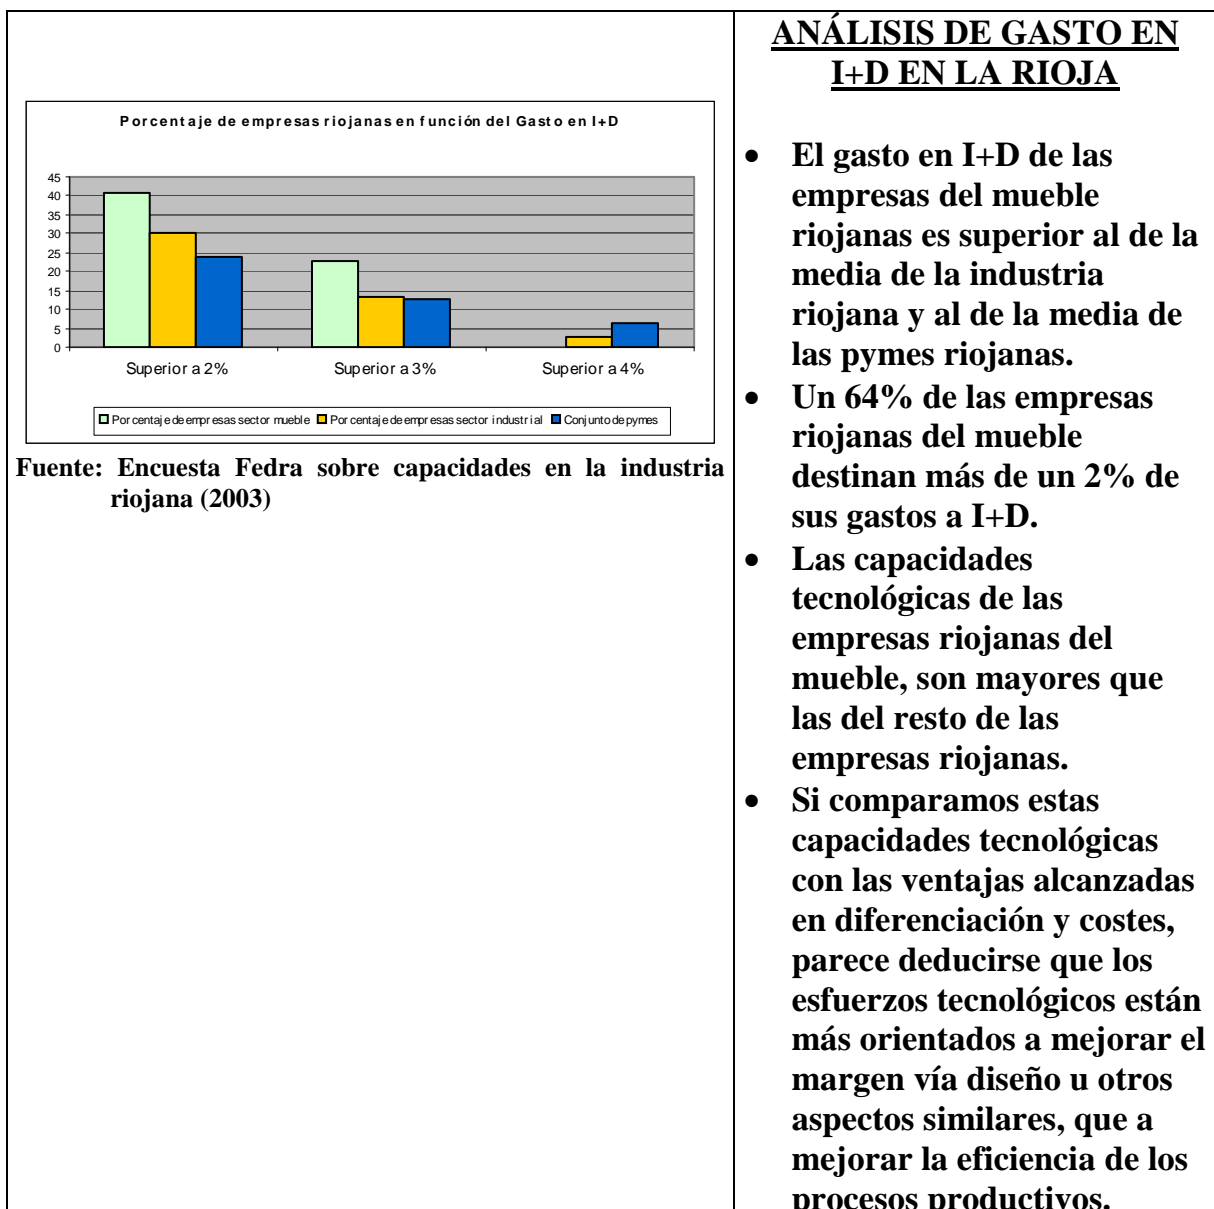 Porcentaje de empresas riojanas en función del Gasto en I+D
45
40
35
30
25
20
15
10
5
0
Superior a 2%
Superior a 3%
Superior a 4%
Porcentaje de empresas sector mueble
Porcentaje de empresas sector industrial
Conjunto de pymes
Fuente: Encuesta Fedra sobre capacidades en la industria
riojana (2003)
ANÁLISIS DE GASTO EN
I+D EN LA RIOJA
• El gasto en I+D de las
empresas del mueble
riojanas es superior al de la
media de la industria
riojana y al de la media de
las pymes riojanas.
• Un 64% de las empresas
riojanas del mueble
destinan más de un 2% de
sus gastos a I+D.
• Las capacidades
tecnológicas de las
empresas riojanas del
mueble, son mayores que
las del resto de las
empresas riojanas.
• Si comparamos estas
capacidades tecnológicas
con las ventajas alcanzadas
en diferenciación y costes,
parece deducirse que los
esfuerzos tecnológicos están
más orientados a mejorar el
margen vía diseño u otros
aspectos similares, que a
mejorar la eficiencia de los
procesos productivos.